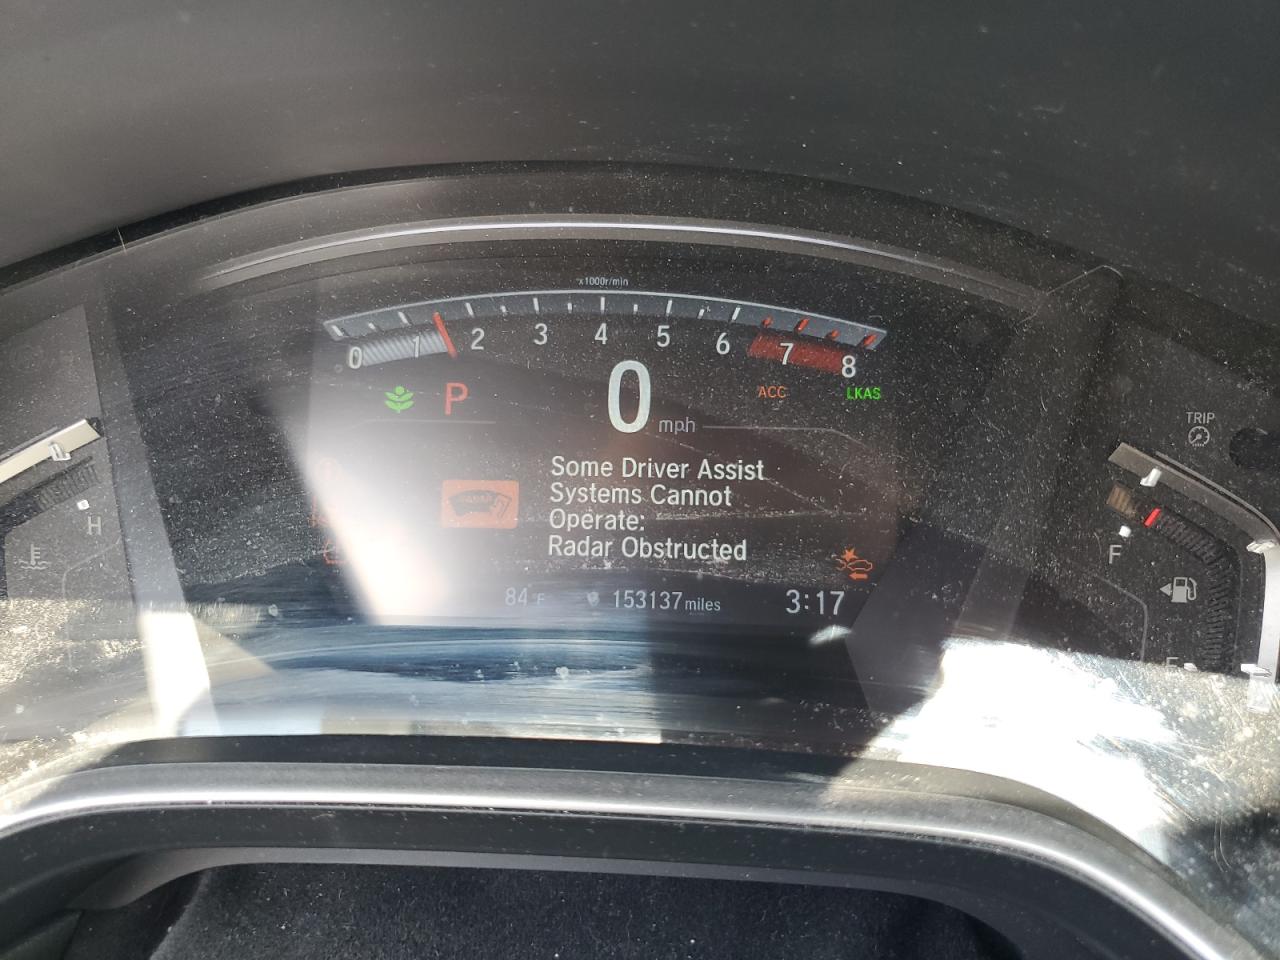 x1000r/min
0 1 2 3 4 5 6 7 8
P
0 mph
ACC
LKAS
TRIP
Some Driver Assist
Systems Cannot
Operate:
Radar Obstructed
H
F
84°F
153137 miles
3:17
E